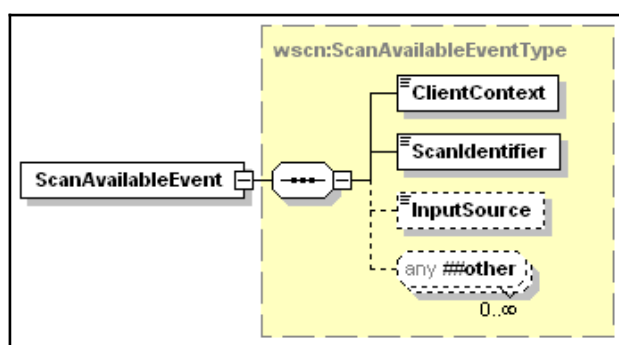 wscn:ScanAvailableEventType
ClientContext
ScanAvailableEvent
ScanIdentifier
InputSource
any ##other
0..∞